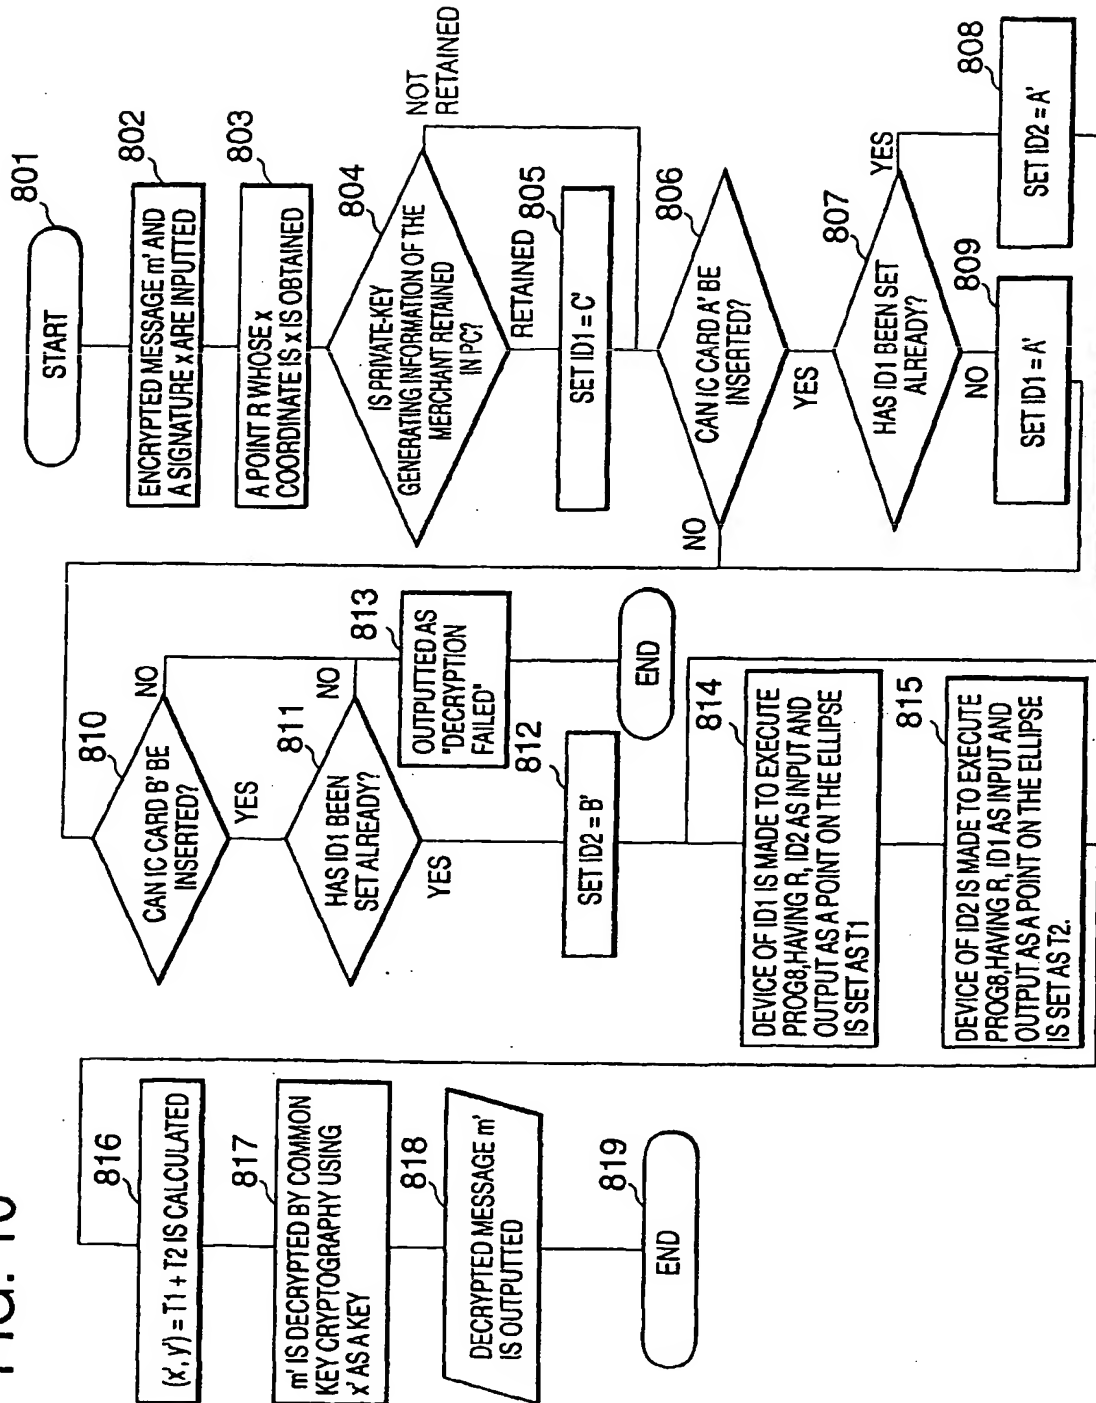 FIG. 10
801
START
802
ENCRYPTED MESSAGE m' AND
A SIGNATURE x ARE INPUTTED
803
A POINT R WHOSE x
COORDINATE IS x IS OBTAINED
804
IS PRIVATE-KEY
GENERATING INFORMATION OF THE
MERCHANT RETAINED
IN PC?
NOT
RETAINED
RETAINED
805
SET ID1 = C'
806
CAN IC CARD A' BE
INSERTED?
NO
YES
807
HAS ID1 BEEN SET
ALREADY?
YES
NO
808
SET ID2 = A'
809
SET ID1 = A'
810
CAN IC CARD B' BE
INSERTED?
NO
YES
811
HAS ID1 BEEN
SET ALREADY?
NO
YES
813
OUTPUTTED AS
"DECRYPTION
FAILED"
END
812
SET ID2 = B'
814
DEVICE OF ID1 IS MADE TO EXECUTE
PROG8,HAVING R, ID2 AS INPUT AND
OUTPUT AS A POINT ON THE ELLIPSE
IS SET AS T1
815
DEVICE OF ID2 IS MADE TO EXECUTE
PROG8,HAVING R, ID1 AS INPUT AND
OUTPUT AS A POINT ON THE ELLIPSE
IS SET AS T2.
816
(x', y') = T1 + T2 IS CALCULATED
817
m' IS DECRYPTED BY COMMON
KEY CRYPTOGRAPHY USING
x' AS A KEY
818
DECRYPTED MESSAGE m'
IS OUTPUTTED
819
END